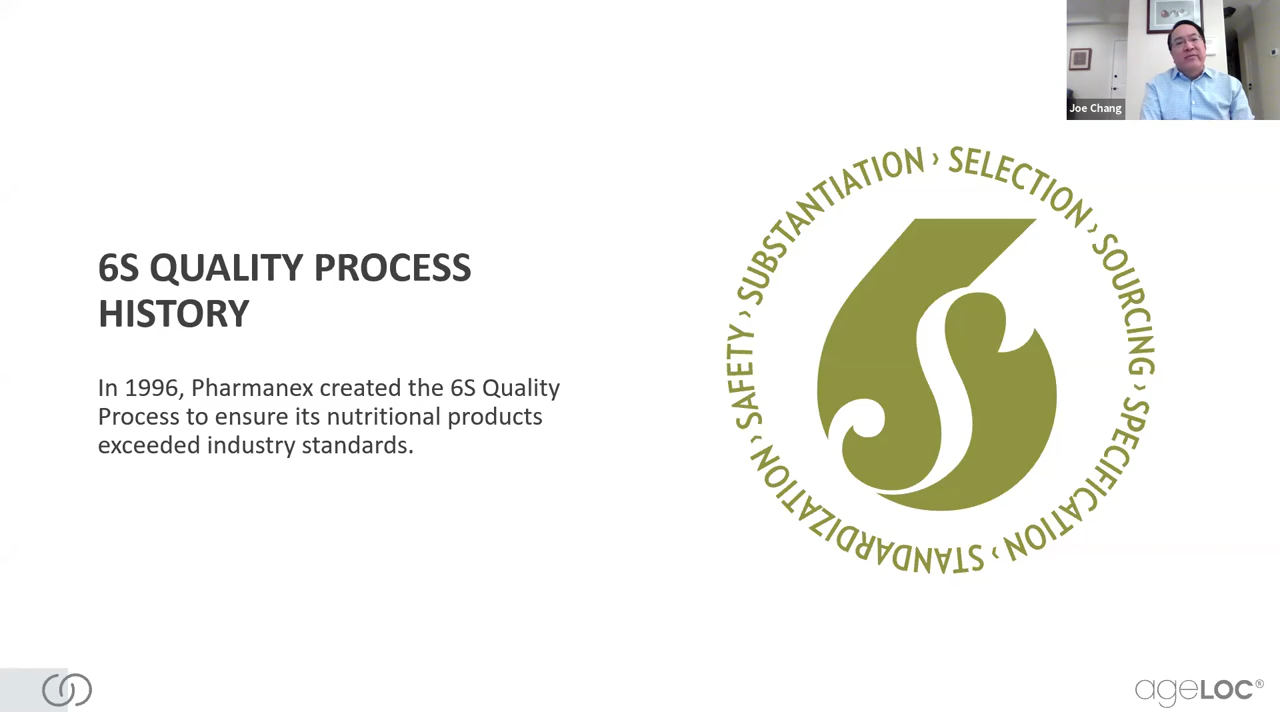 Joe Chang
6S QUALITY PROCESS
HISTORY
In 1996, Pharmanex created the 6S Quality
Process to ensure its nutritional products
exceeded industry standards.
SELECTION › SOURCING › SPECIFICATION › STANDARDIZATION › SAFETY › SUBSTANTIATION ›
6S
ageLOC®